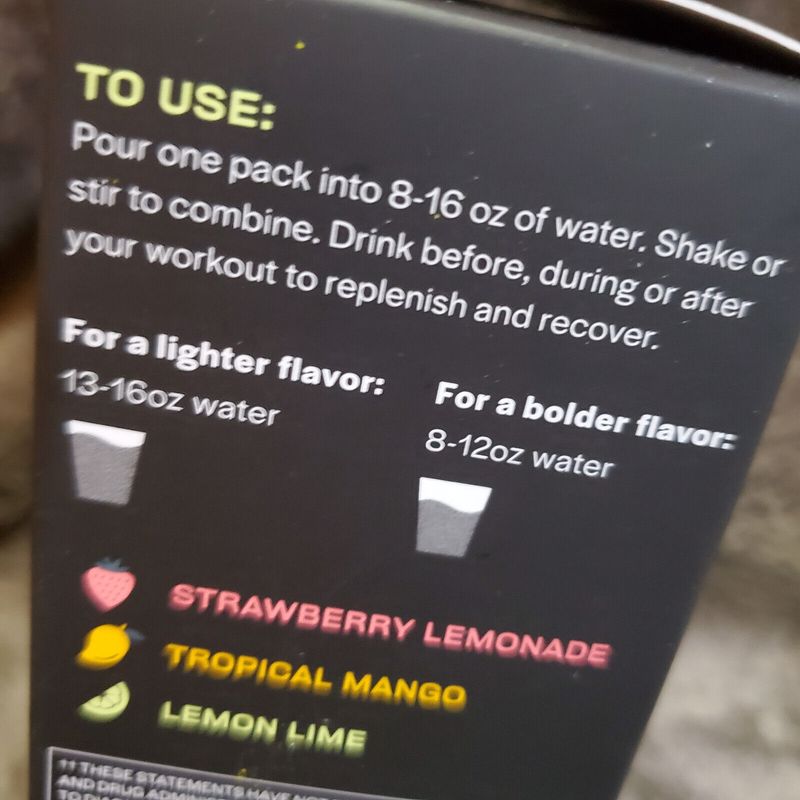 TO USE:
Pour one pack into 8-16 oz of water. Shake or
stir to combine. Drink before, during or after
your workout to replenish and recover.
For a lighter flavor:
13-16oz water
For a bolder flavor:
8-12oz water
STRAWBERRY LEMONADE
TROPICAL MANGO
LEMON LIME
†† THESE STATEMENTS HAVE NOT
AND DRUG